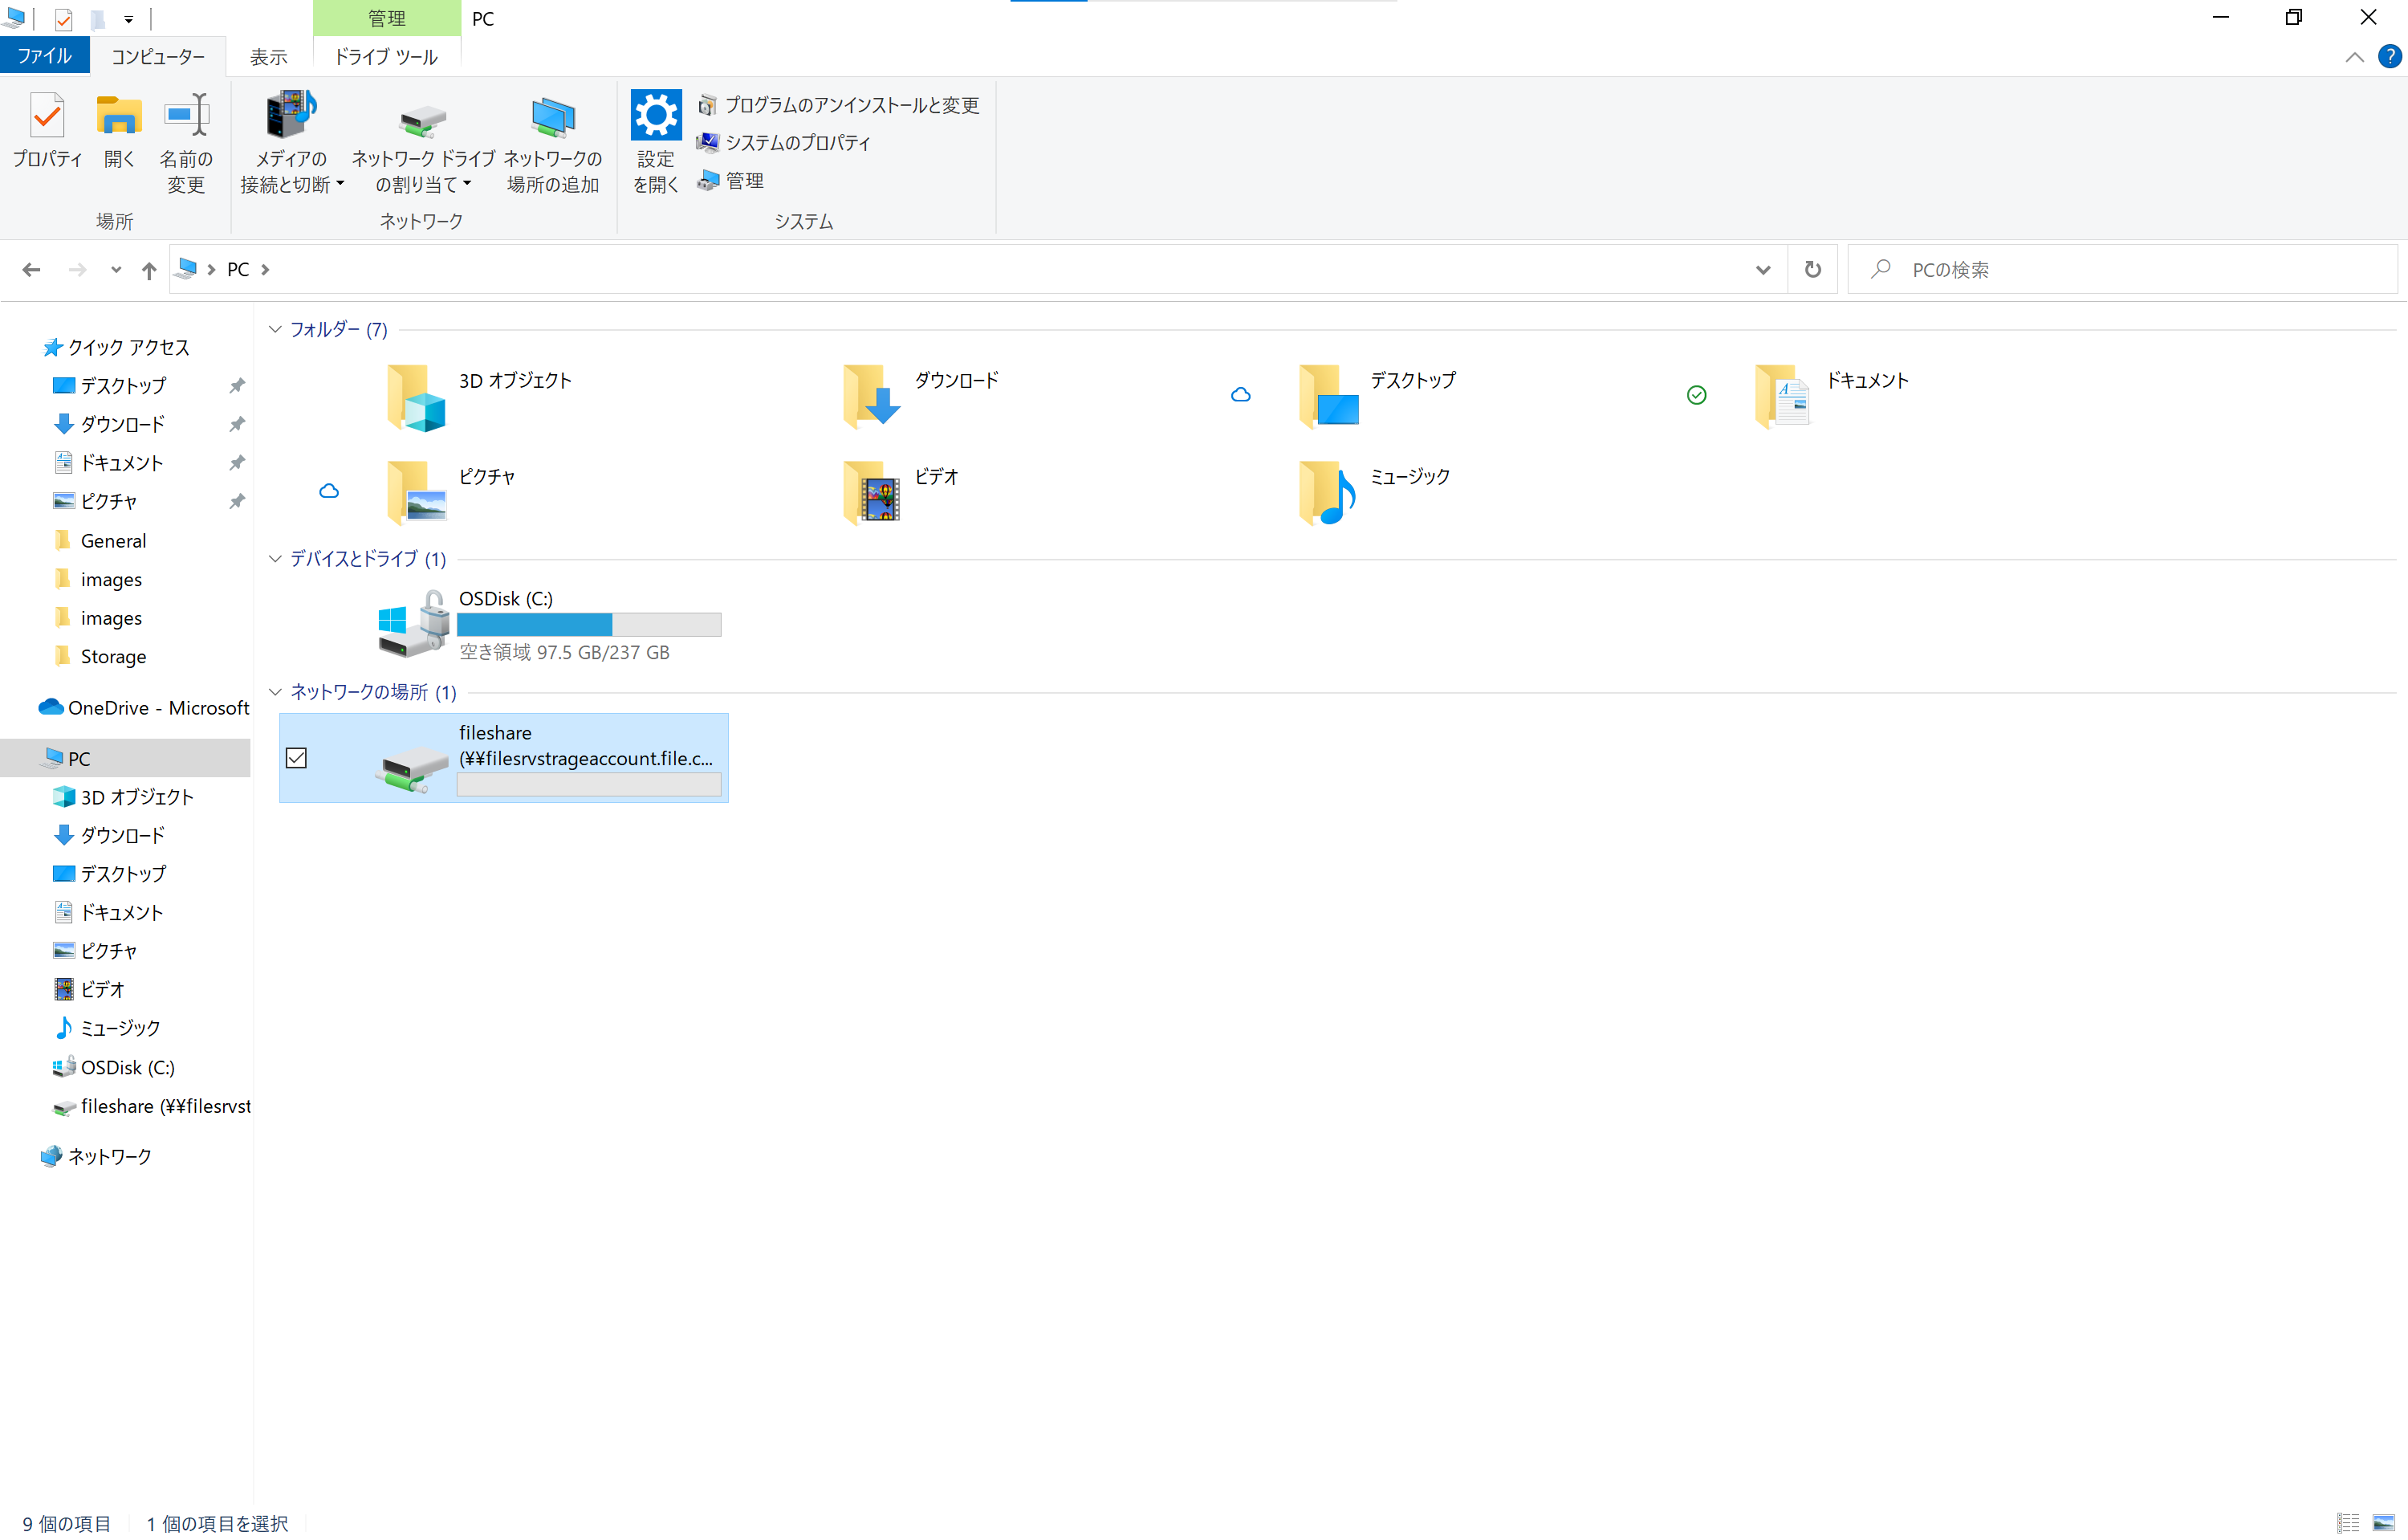 管理
PC
ファイル
コンピューター
表示
ドライブ ツール
プロパティ
開く
名前の
変更
場所
メディアの
接続と切断
ネットワーク ドライブ
の割り当て
ネットワークの
場所の追加
ネットワーク
設定
を開く
プログラムのアンインストールと変更
システムのプロパティ
管理
システム
PC
PCの検索
クイック アクセス
デスクトップ
ダウンロード
ドキュメント
ピクチャ
General
images
images
Storage
OneDrive - Microsoft
PC
3D オブジェクト
ダウンロード
デスクトップ
ドキュメント
ピクチャ
ビデオ
ミュージック
OSDisk (C:)
fileshare (¥¥filesrvst
ネットワーク
フォルダー (7)
3D オブジェクト
ダウンロード
デスクトップ
ドキュメント
ピクチャ
ビデオ
ミュージック
デバイスとドライブ (1)
OSDisk (C:)
空き領域 97.5 GB/237 GB
ネットワークの場所 (1)
fileshare
(¥¥filesrvstrageaccount.file.c...
9 個の項目
1 個の項目を選択